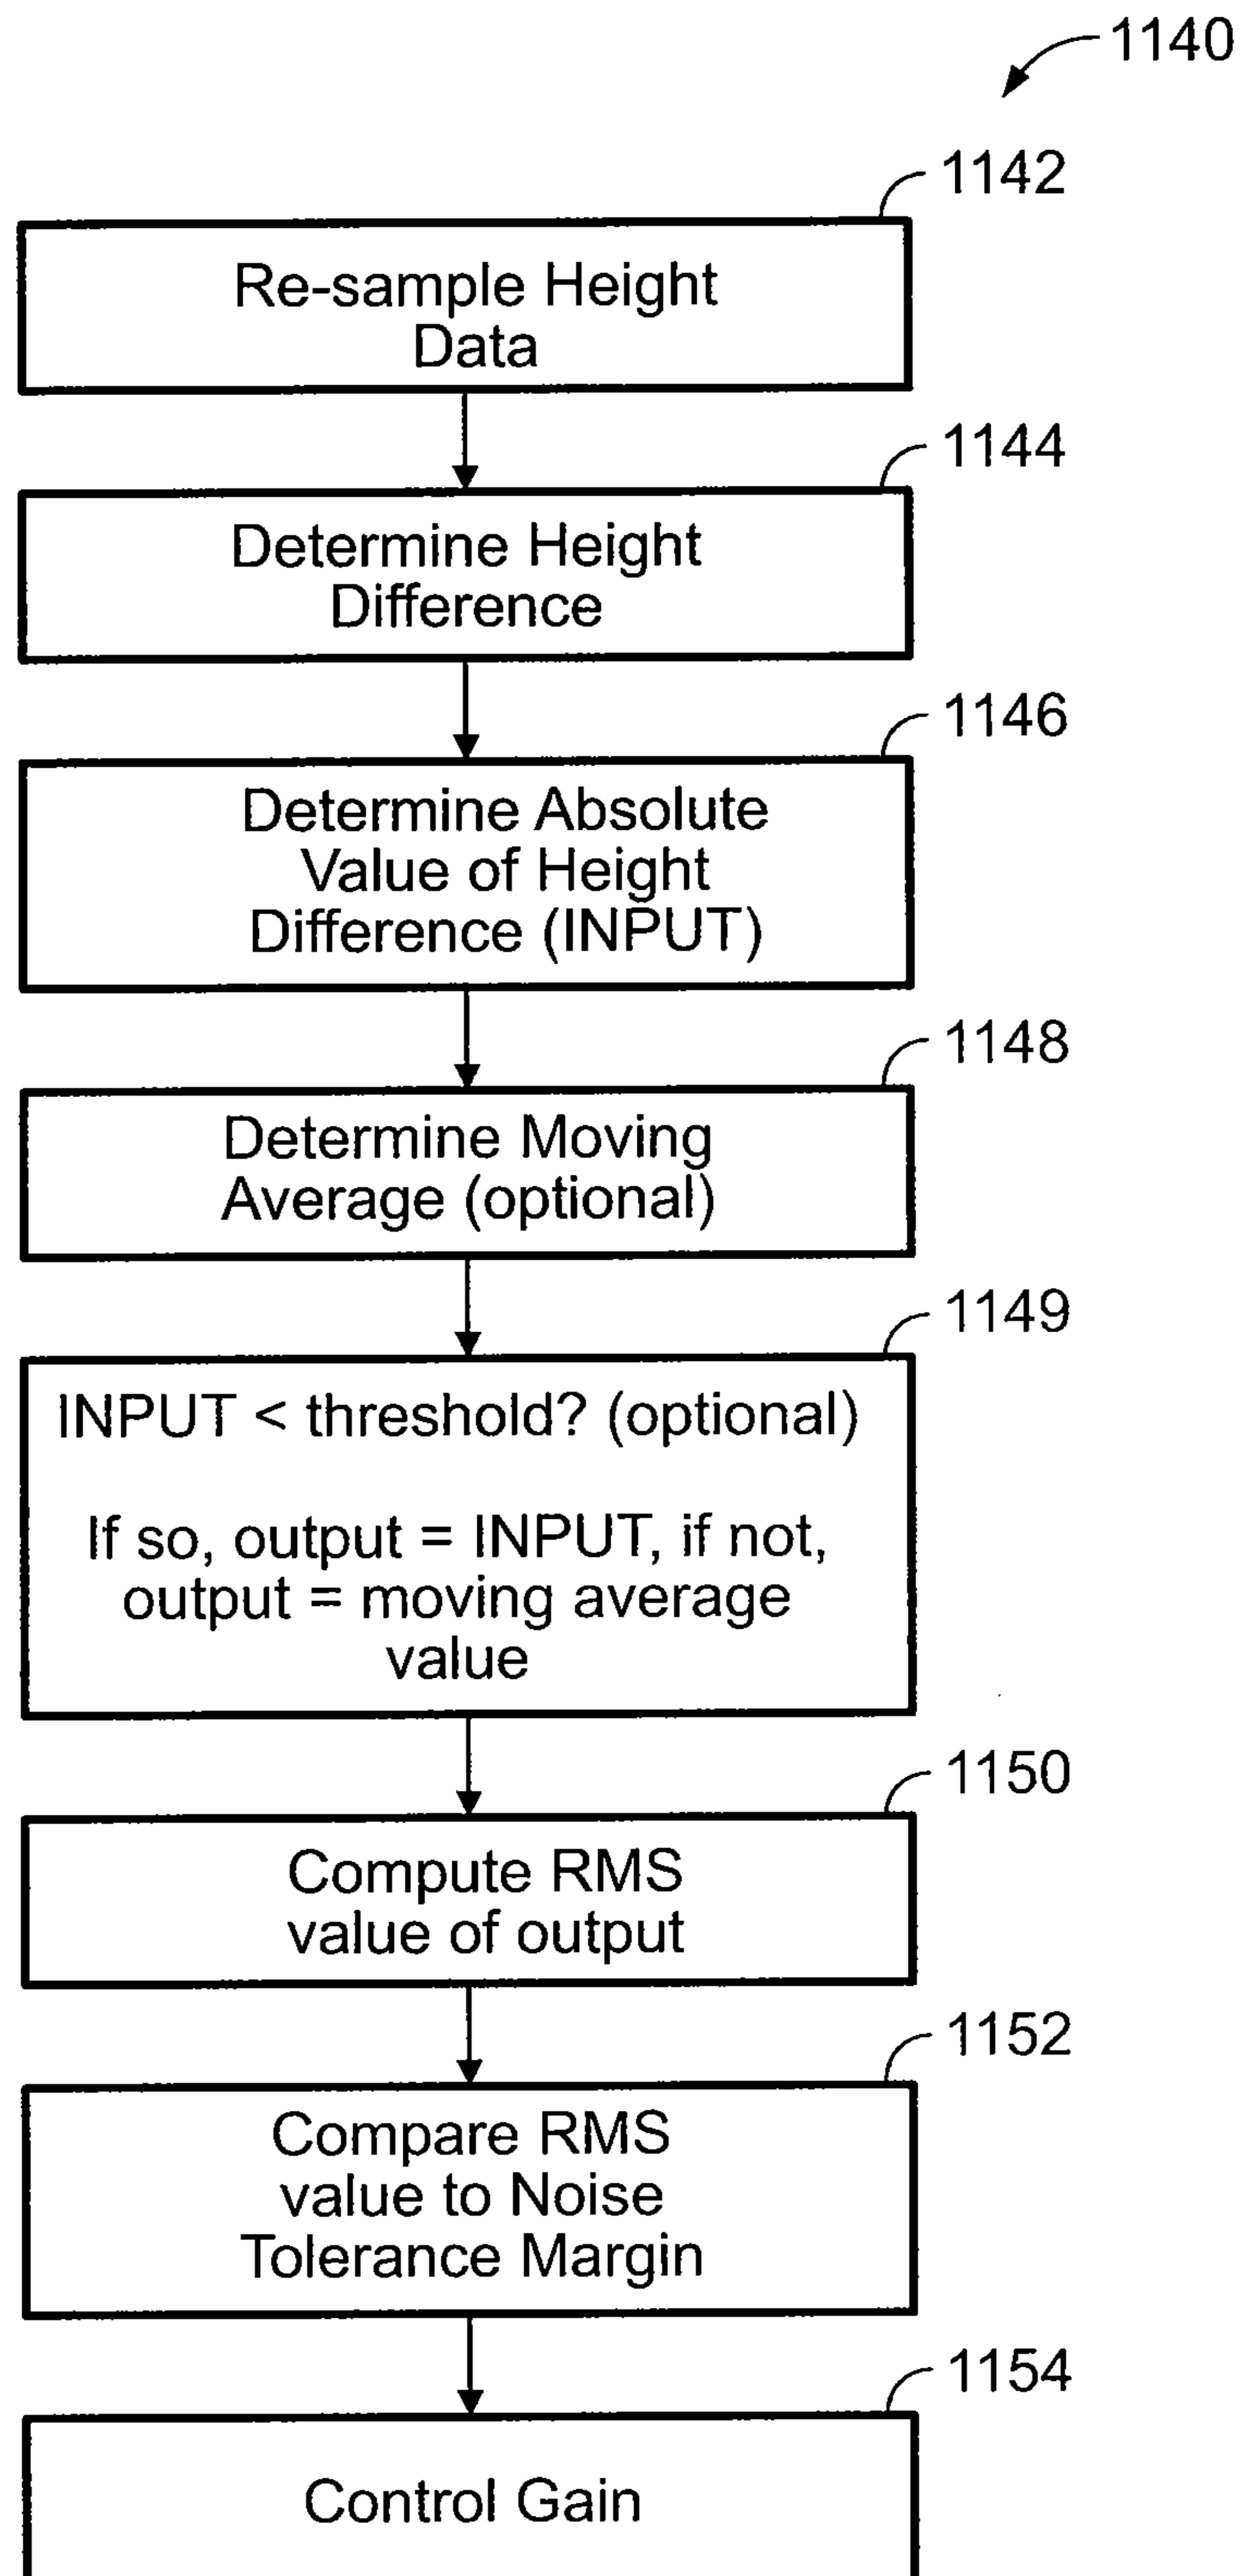 1140
1142
Re-sample Height
Data
1144
Determine Height
Difference
1146
Determine Absolute
Value of Height
Difference (INPUT)
1148
Determine Moving
Average (optional)
1149
INPUT < threshold? (optional)
If so, output = INPUT, if not,
output = moving average
value
1150
Compute RMS
value of output
1152
Compare RMS
value to Noise
Tolerance Margin
1154
Control Gain